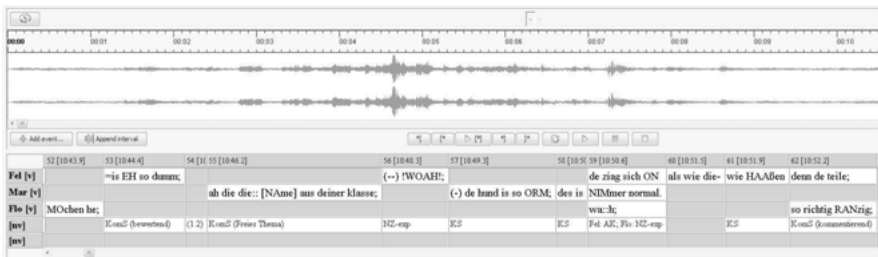 00:00 00:01 00:02 00:03 00:04 00:05 00:06 00:07 00:08 00:09 00:10
Add event... Append interval
52 [10:43.9] 53 [10:44.4] 54 [1( 55 [10:46.2] 56 [10:48.3] 57 [10:49.3] 58 [10:5( 59 [10:50.6] 60 [10:51.5] 61 [10:51.9] 62 [10:52.2]
Fel [v] =is EH so dumm; (--) !WOAH!; de ziag sich ON als wie die- wie HAAßen denn de teile;
Mar [v] ah die die:: [NAme] aus deiner klasse; (-) de hund is so ORM; des is NIMmer normal.
Flo [v] MOchen he; wa::h; so richtig RANzig;
[nv] KomS (bewertend) (1.2) KomS (Freies Thema) NZ-exp KS KS Fel: AK; Flo: NZ-exp KS KomS (kommentierend)
[nv]